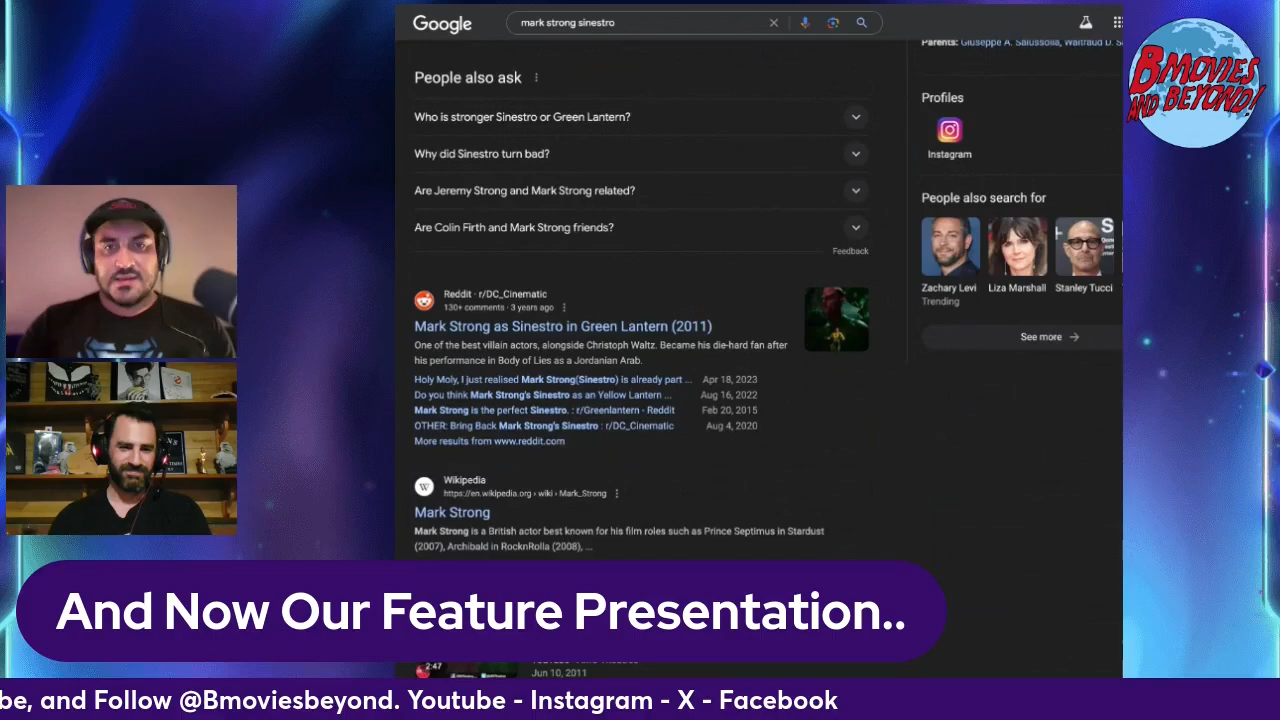 Google
mark strong sinestro
Parents: Giuseppe A. Salussolia, Waltraud D. S
People also ask
Who is stronger Sinestro or Green Lantern?
Why did Sinestro turn bad?
Are Jeremy Strong and Mark Strong related?
Are Colin Firth and Mark Strong friends?
Feedback
Reddit · r/DC_Cinematic
130+ comments · 3 years ago
Mark Strong as Sinestro in Green Lantern (2011)
One of the best villain actors, alongside Christoph Waltz. Became his die-hard fan after
his performance in Body of Lies as a Jordanian Arab.
Holy Moly, I just realised Mark Strong(Sinestro) is already part ... Apr 18, 2023
Do you think Mark Strong's Sinestro as an Yellow Lantern ... Aug 16, 2022
Mark Strong is the perfect Sinestro. : r/Greenlantern - Reddit Feb 20, 2015
OTHER: Bring Back Mark Strong's Sinestro : r/DC_Cinematic Aug 4, 2020
More results from www.reddit.com
W
Wikipedia
https://en.wikipedia.org › wiki › Mark_Strong
Mark Strong
Mark Strong is a British actor best known for his film roles such as Prince Septimus in Stardust
(2007), Archibald in RocknRolla (2008), ...
2:47
Jun 10, 2011
Profiles
Instagram
People also search for
Zachary Levi
Trending
Liza Marshall
Stanley Tucci
See more
BMOVIES
AND BEYOND!
And Now Our Feature Presentation..
be, and Follow @Bmoviesbeyond. Youtube - Instagram - X - Facebook